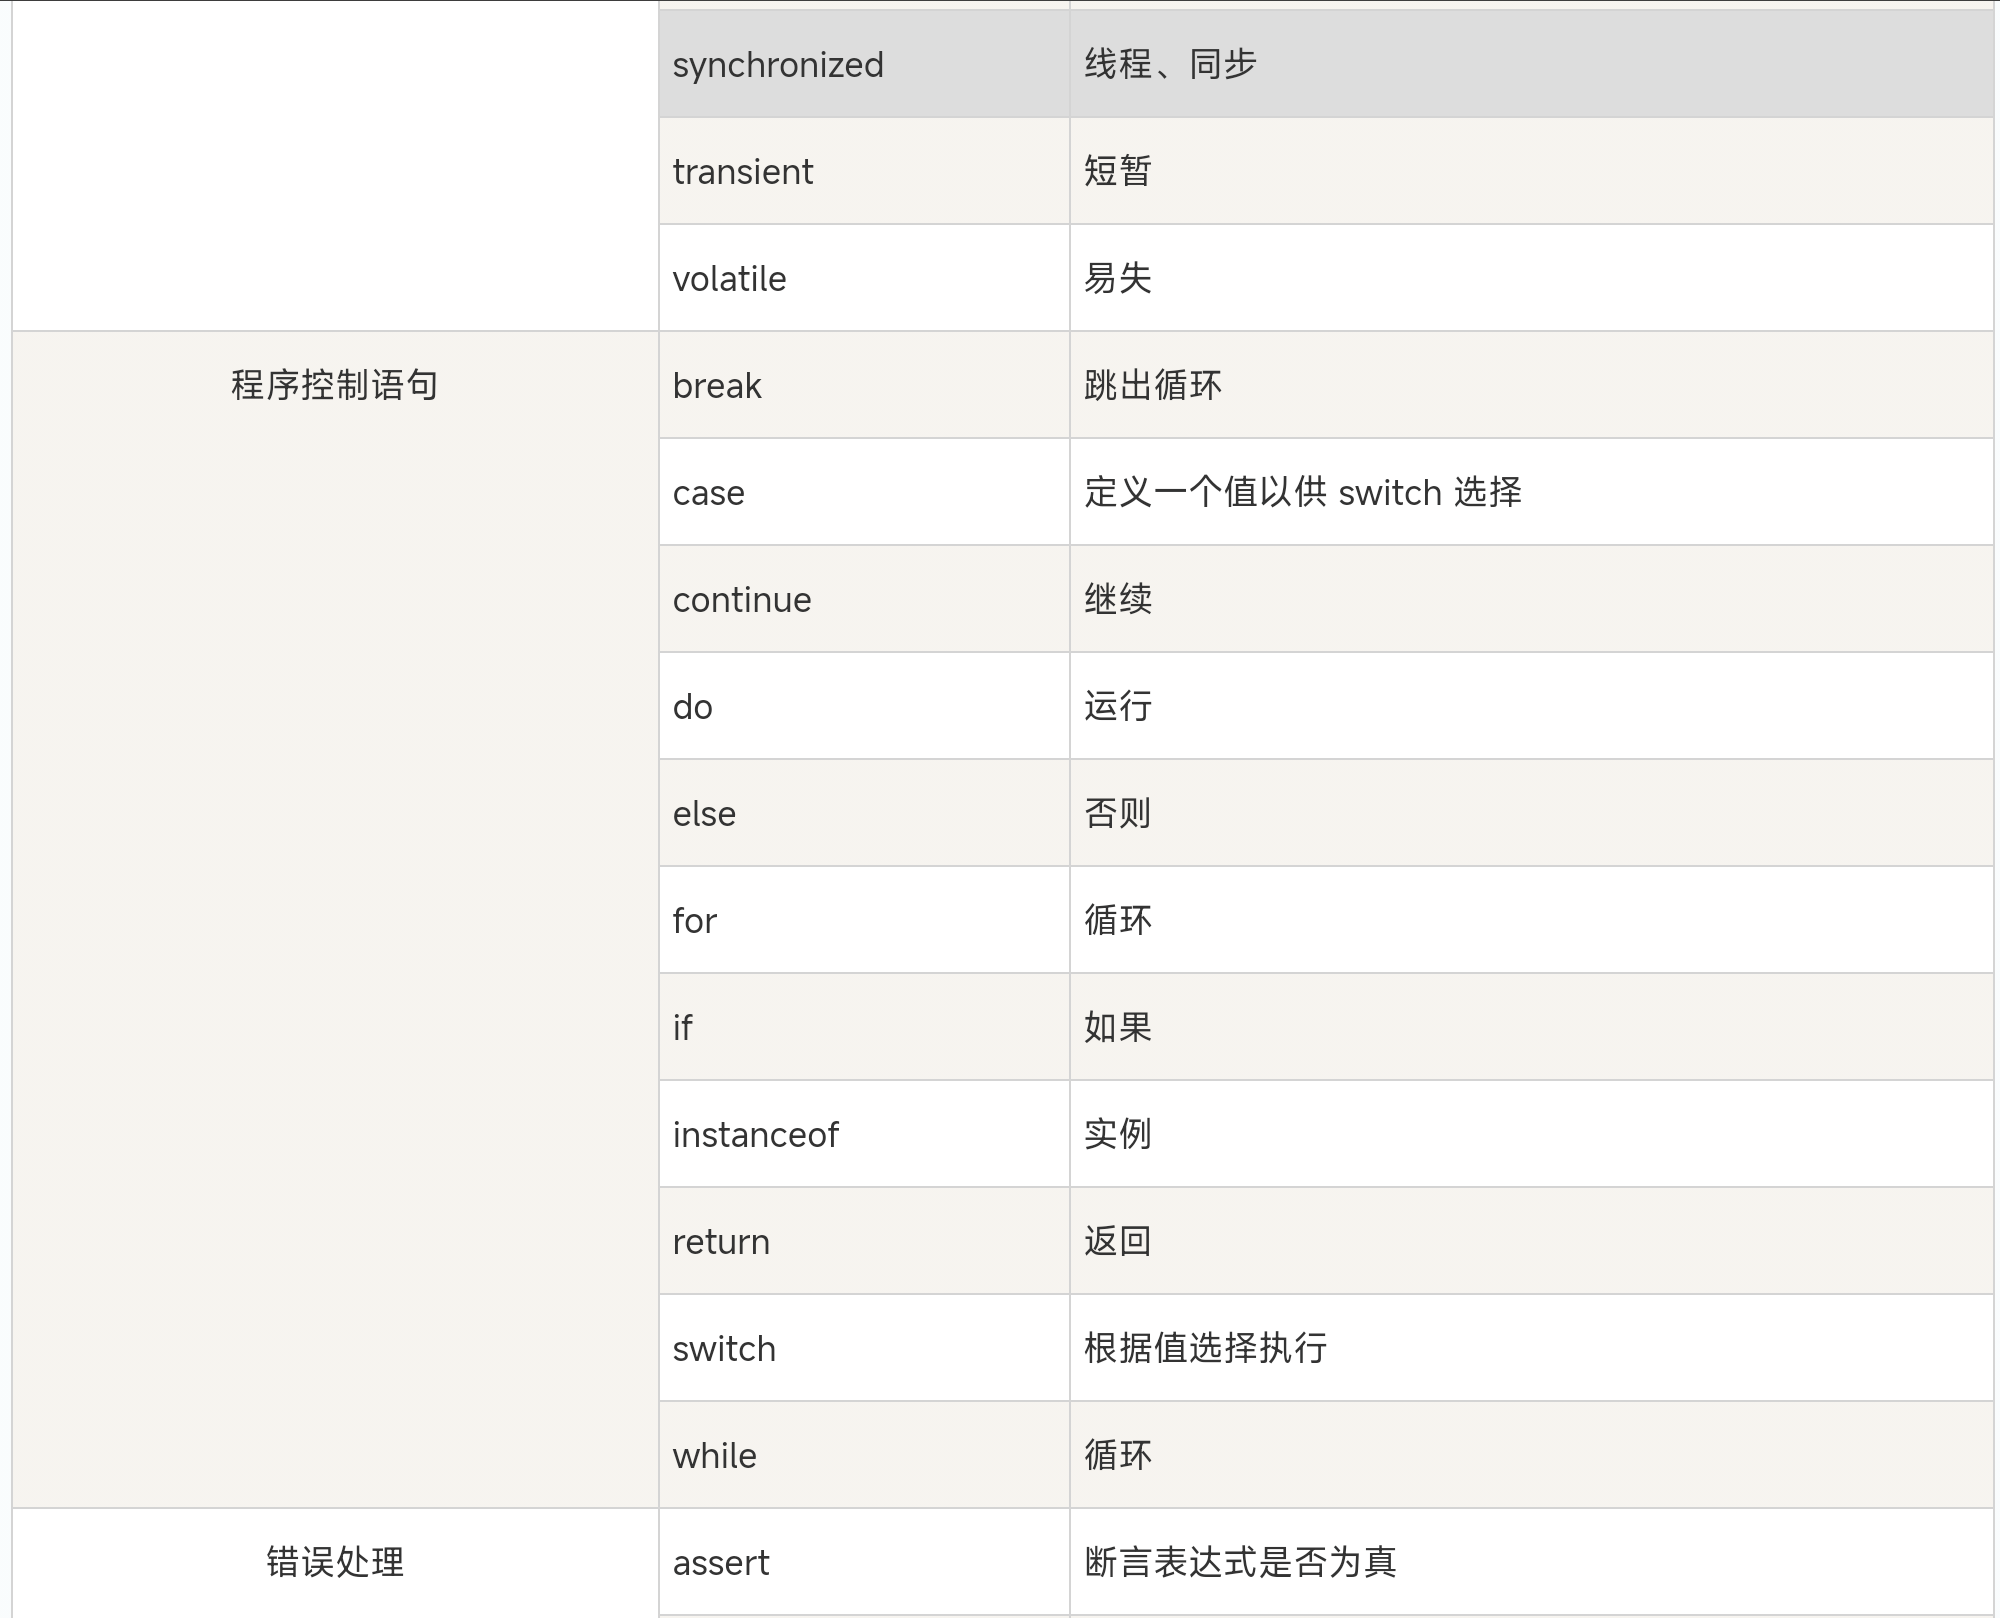 synchronized 线程、同步
transient 短暂
volatile 易失
程序控制语句 break 跳出循环
case 定义一个值以供 switch 选择
continue 继续
do 运行
else 否则
for 循环
if 如果
instanceof 实例
return 返回
switch 根据值选择执行
while 循环
错误处理 assert 断言表达式是否为真